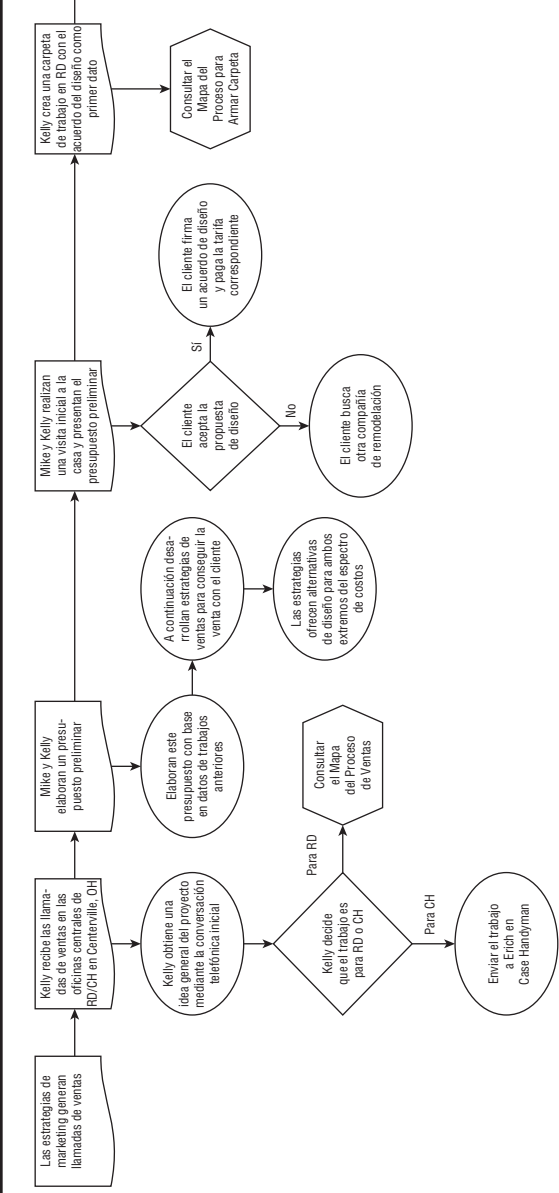 Las estrategias de
marketing generan
llamadas de ventas
Kelly recibe las llama-
das de ventas en las
oficinas centrales de
RD/CH en Centerville, OH
Kelly obtiene una
idea general del proyecto
mediante la conversación
telefónica inicial
Kelly decide
que el trabajo es
para RD o CH
Para RD
Consultar
el Mapa
del Proceso
de Ventas
Para CH
Enviar el trabajo
a Erich en
Case Handyman
Mike y Kelly
elaboran un presu-
puesto preliminar
Elaboran este
presupuesto con base
en datos de trabajos
anteriores
A continuación desa-
rrollan estrategias de
ventas para conseguir la
venta con el cliente
Las estrategias
ofrecen alternativas
de diseño para ambos
extremos del espectro
de costos
Mike y Kelly realizan
una visita inicial a la
casa y presentan el
presupuesto preliminar
El cliente
acepta la
propuesta
de diseño
Sí
El cliente firma
un acuerdo de diseño
y paga la tarifa
correspondiente
No
El cliente busca
otra compañía
de remodelación
Kelly crea una carpeta
de trabajo en RD con el
acuerdo del diseño como
primer dato
Consultar el
Mapa del
Proceso para
Armar Carpeta